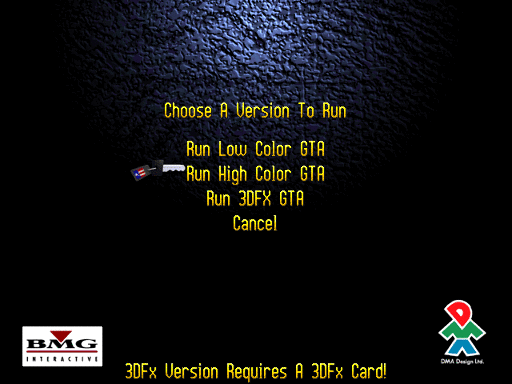 Choose A Version To Run
Run Low Color GTA
Run High Color GTA
Run 3DFX GTA
Cancel
BMG
INTERACTIVE
DMA
DMA Design Ltd.
3DFx Version Requires A 3DFx Card!